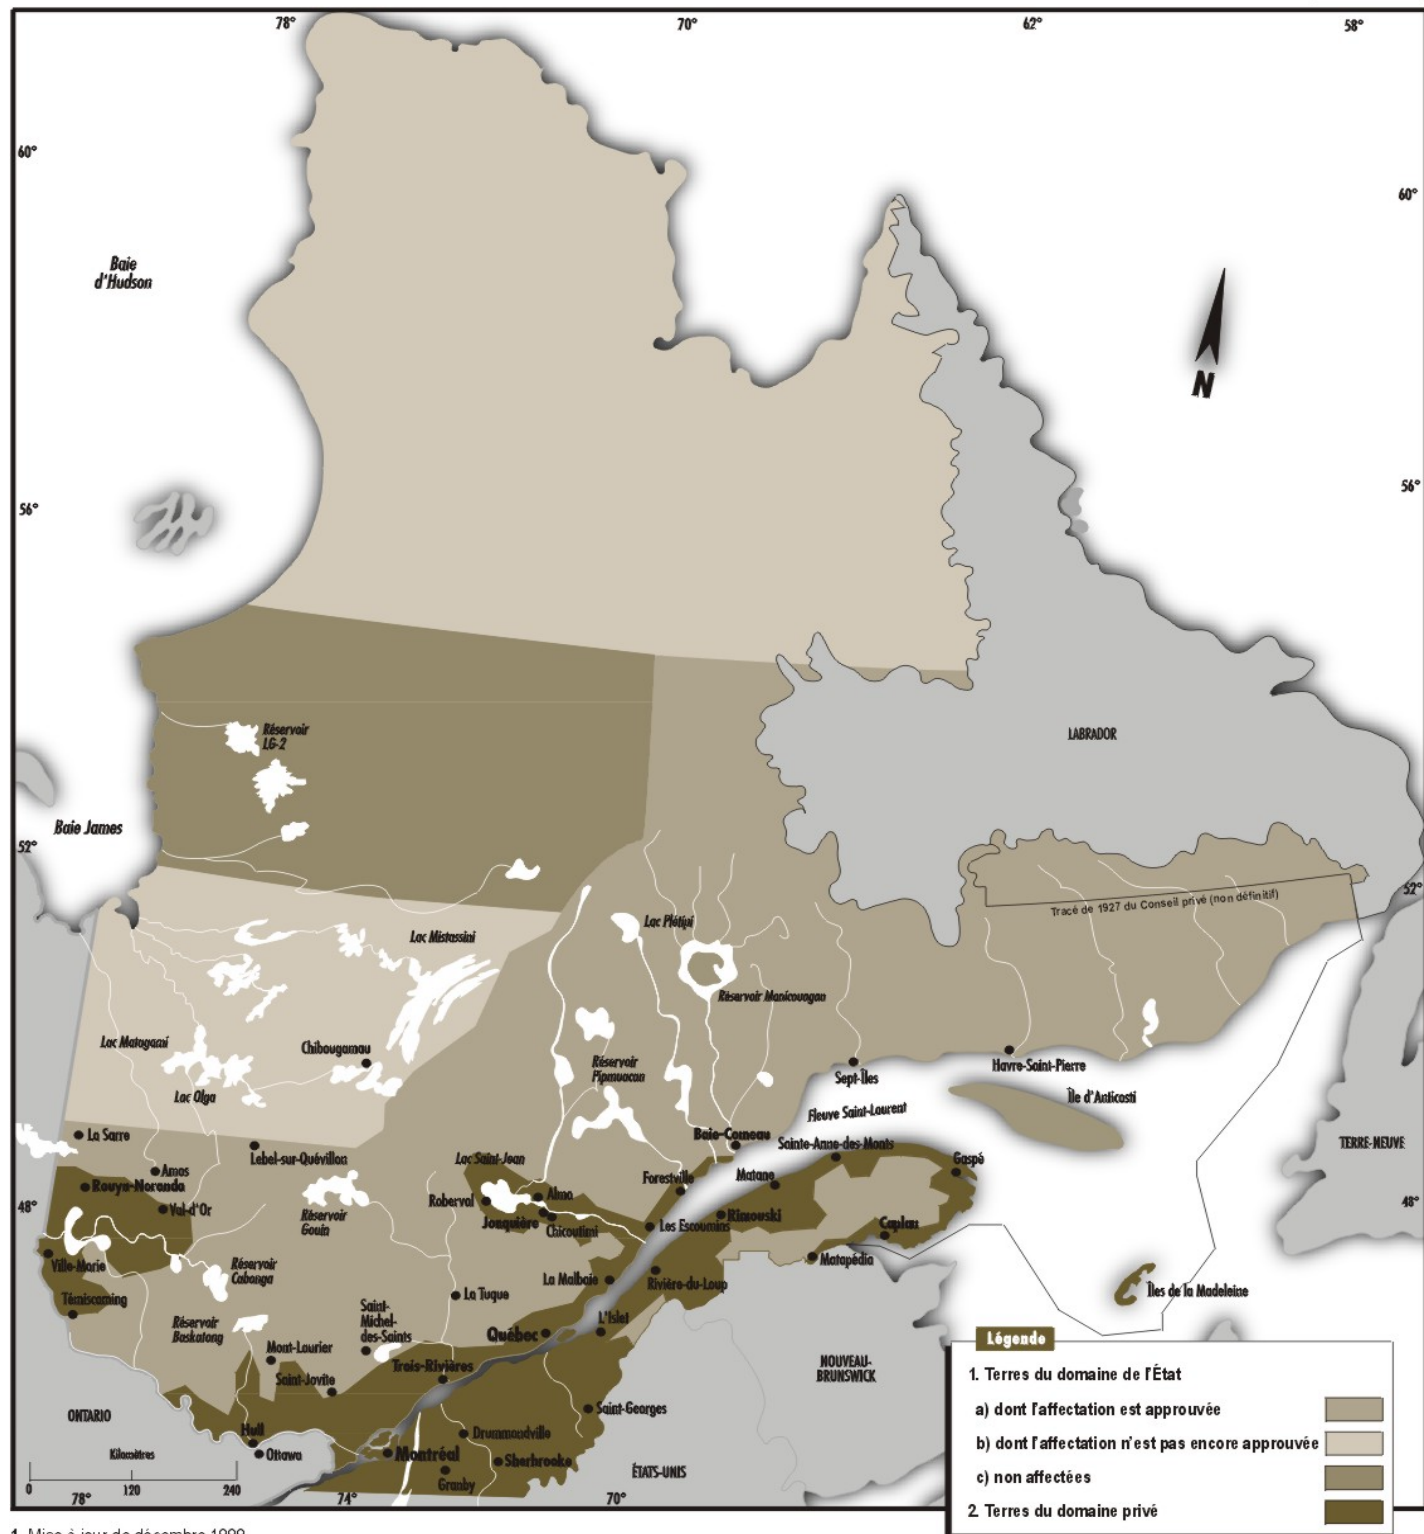 78°
70°
62°
58°
60°
60°
Baie
d'Hudson
N
56°
56°
Réservoir
LG-2
LABRADOR
Baie James
52°
52°
Tracé de 1927 du Conseil privé (non définitif)
Lac Plétipi
Lac Mistassini
Réservoir Manicouagan
Lac Matagami
Chibougamau
Réservoir
Pipmuacan
Havre-Saint-Pierre
Sept-Îles
Lac Olga
Île d'Anticosti
Fleuve Saint-Laurent
La Sarre
Baie-Comeau
Sainte-Anne-des-Monts
TERRE-NEUVE
Lebel-sur-Quévillon
Lac Saint-Jean
Gaspé
Amos
Matane
Forestville
Rouyn-Noranda
Roberval
Alma
48°
48°
Val-d'Or
Réservoir
Gouin
Jonquière
Chicoutimi
Rimouski
Les Escoumins
Caplan
Ville-Marie
Réservoir
Cabonga
Matapédia
La Malbaie
Rivière-du-Loup
Îles de la Madeleine
Témiscaming
La Tuque
Saint-
Michel-
des-Saints
Réservoir
Baskatong
L'Islet
Québec
Mont-Laurier
Trois-Rivières
Saint-Jovite
NOUVEAU-
BRUNSWICK
ONTARIO
Saint-Georges
Hull
Drummondville
Kilomètres
Ottawa
Montréal
Sherbrooke
Granby
ÉTATS-UNIS
0 120 240
78°
74°
70°
Légende
1. Terres du domaine de l'État
a) dont l'affectation est approuvée
b) dont l'affectation n'est pas encore approuvée
c) non affectées
2. Terres du domaine privé